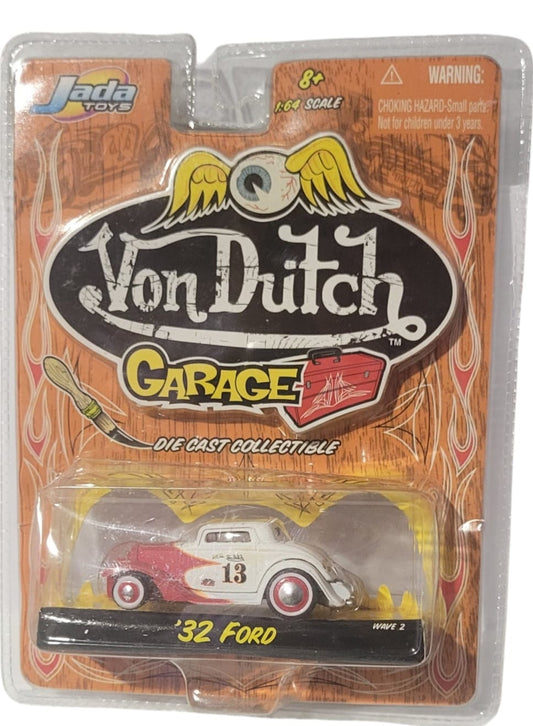 Jada
TOYS
8+
1:64 SCALE
WARNING:
CHOKING HAZARD-Small parts.
Not for children under 3 years.
Von Dutch
TM
GARAGE
DIE CAST COLLECTIBLE
13
'32 FORD
WAVE 2